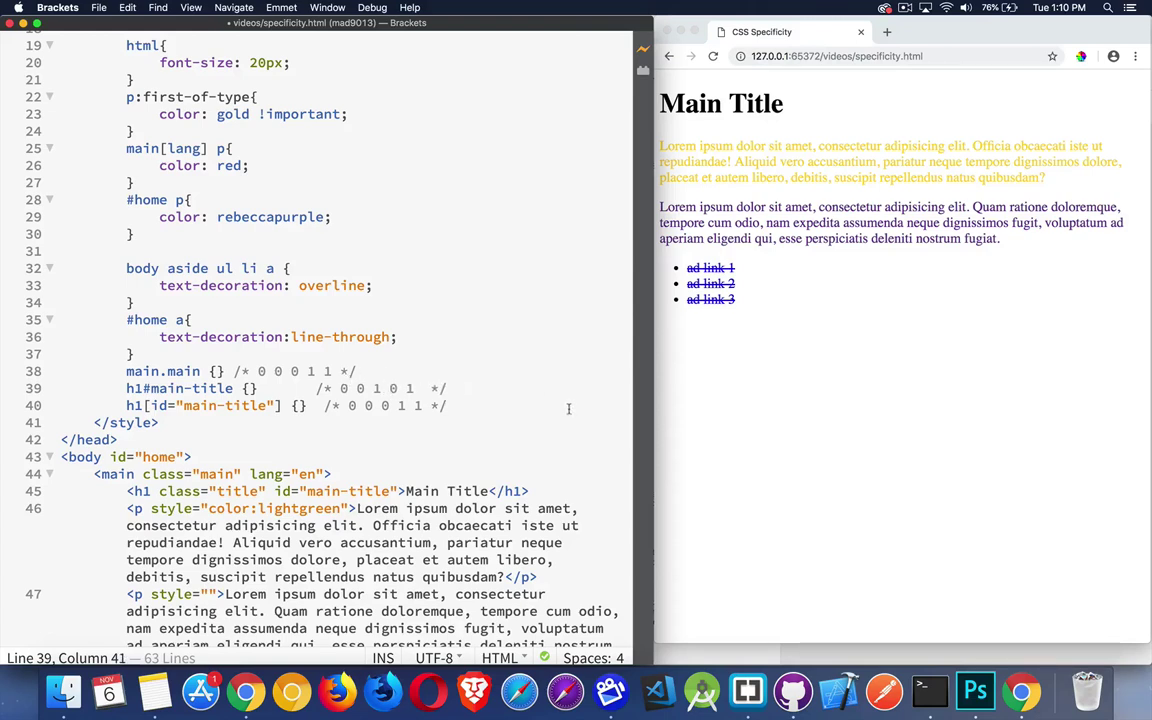 Brackets File Edit Find View Navigate Emmet Window Debug Help 76% Tue 1:10 PM
• videos/specificity.html (mad9013) — Brackets
19 html{
20 font-size: 20px;
21 }
22 p:first-of-type{
23 color: gold !important;
24 }
25 main[lang] p{
26 color: red;
27 }
28 #home p{
29 color: rebeccapurple;
30 }
31
32 body aside ul li a {
33 text-decoration: overline;
34 }
35 #home a{
36 text-decoration:line-through;
37 }
38 main.main {} /* 0 0 0 1 1 */
39 h1#main-title {} /* 0 0 1 0 1 */
40 h1[id="main-title"] {} /* 0 0 0 1 1 */
41 </style>
42 </head>
43 <body id="home">
44 <main class="main" lang="en">
45 <h1 class="title" id="main-title">Main Title</h1>
46 <p style="color:lightgreen">Lorem ipsum dolor sit amet,
consectetur adipisicing elit. Officia obcaecati iste ut
repudiandae! Aliquid vero accusantium, pariatur neque
tempore dignissimos dolore, placeat et autem libero,
debitis, suscipit repellendus natus quibusdam?</p>
47 <p style="">Lorem ipsum dolor sit amet, consectetur
adipisicing elit. Quam ratione doloremque, tempore cum odio,
nam expedita assumenda neque dignissimos fugit, voluptatum
ad aperiam eligendi qui, esse perspiciatis deleniti nostrum
Line 39, Column 41 — 63 Lines INS UTF-8 HTML Spaces: 4
CSS Specificity
127.0.0.1:65372/videos/specificity.html
Main Title
Lorem ipsum dolor sit amet, consectetur adipisicing elit. Officia obcaecati iste ut
repudiandae! Aliquid vero accusantium, pariatur neque tempore dignissimos dolore,
placeat et autem libero, debitis, suscipit repellendus natus quibusdam?
Lorem ipsum dolor sit amet, consectetur adipisicing elit. Quam ratione doloremque,
tempore cum odio, nam expedita assumenda neque dignissimos fugit, voluptatum ad
aperiam eligendi qui, esse perspiciatis deleniti nostrum fugiat.
• ad link 1
• ad link 2
• ad link 3
NOV
6
1
Ps